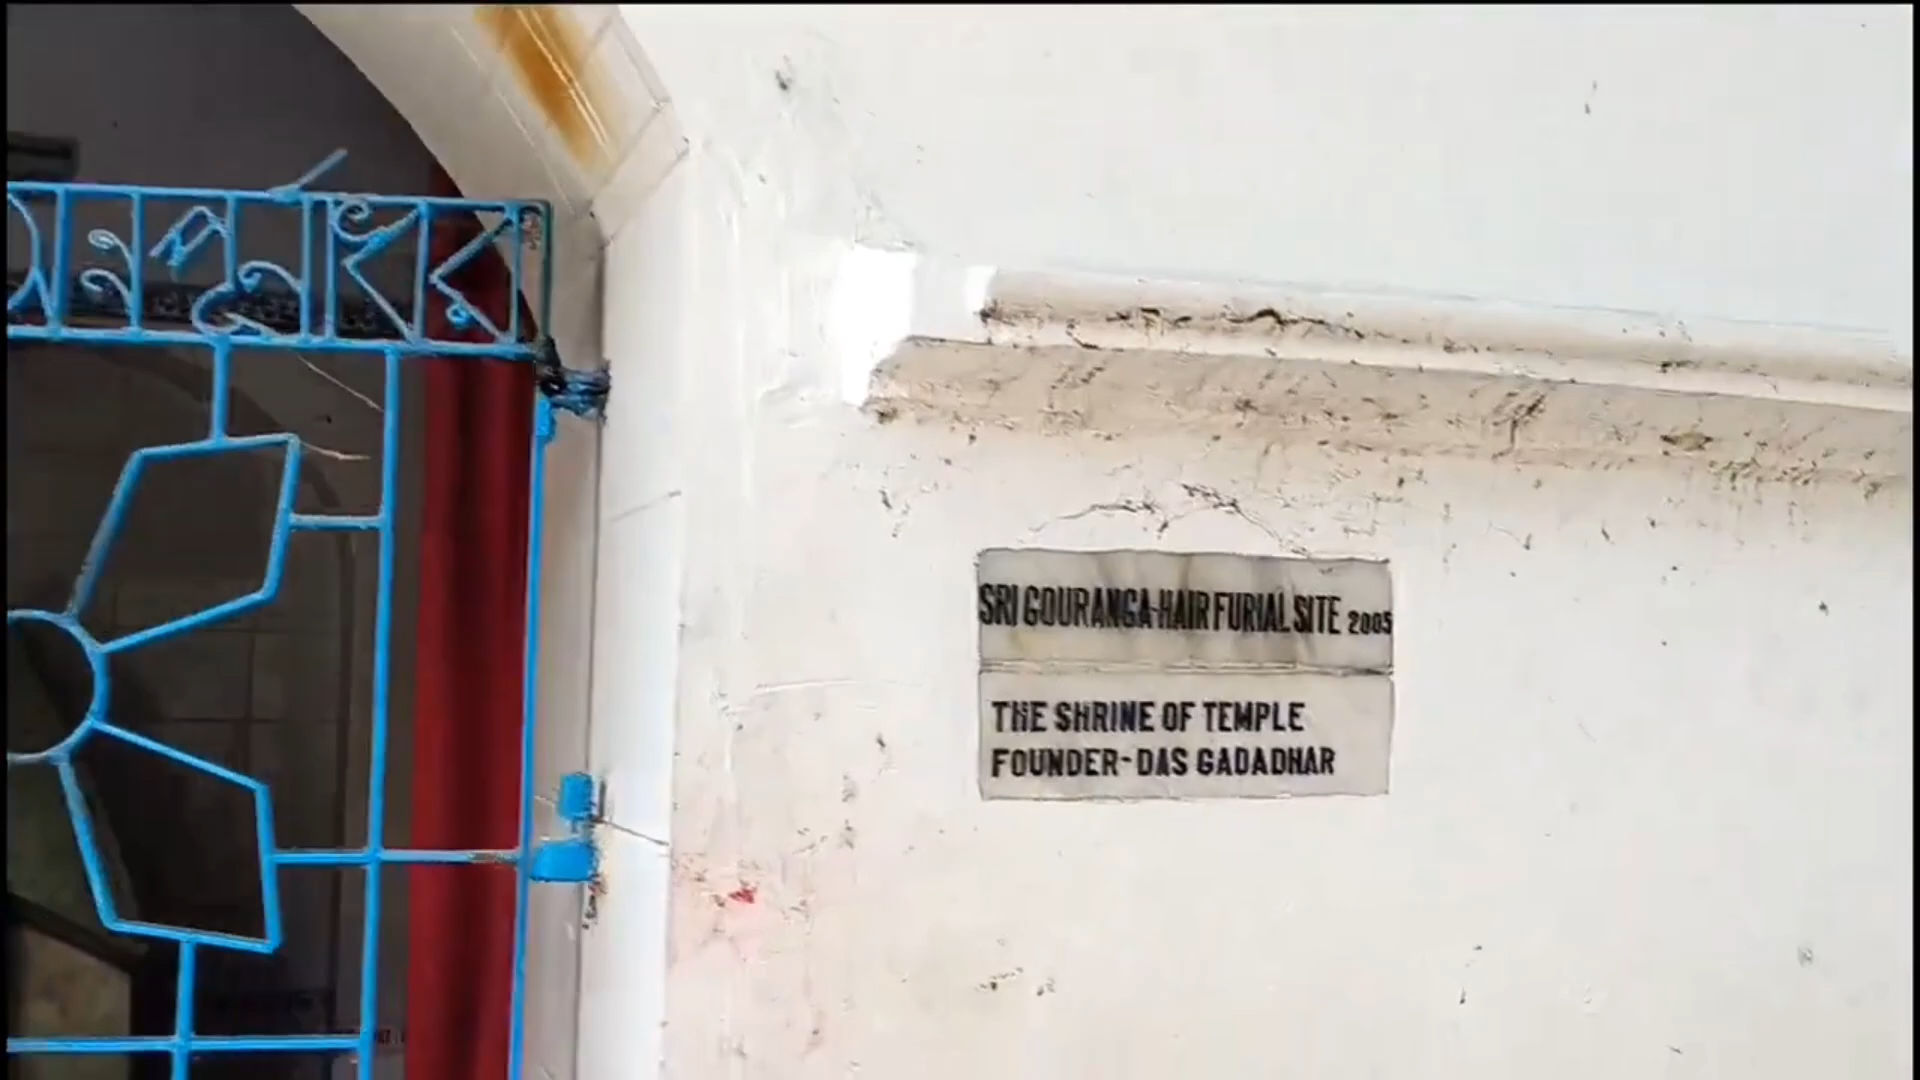 SRI GOURANGA-HAIR FURIAL SITE 2005
THE SHRINE OF TEMPLE
FOUNDER-DAS GADADHAR